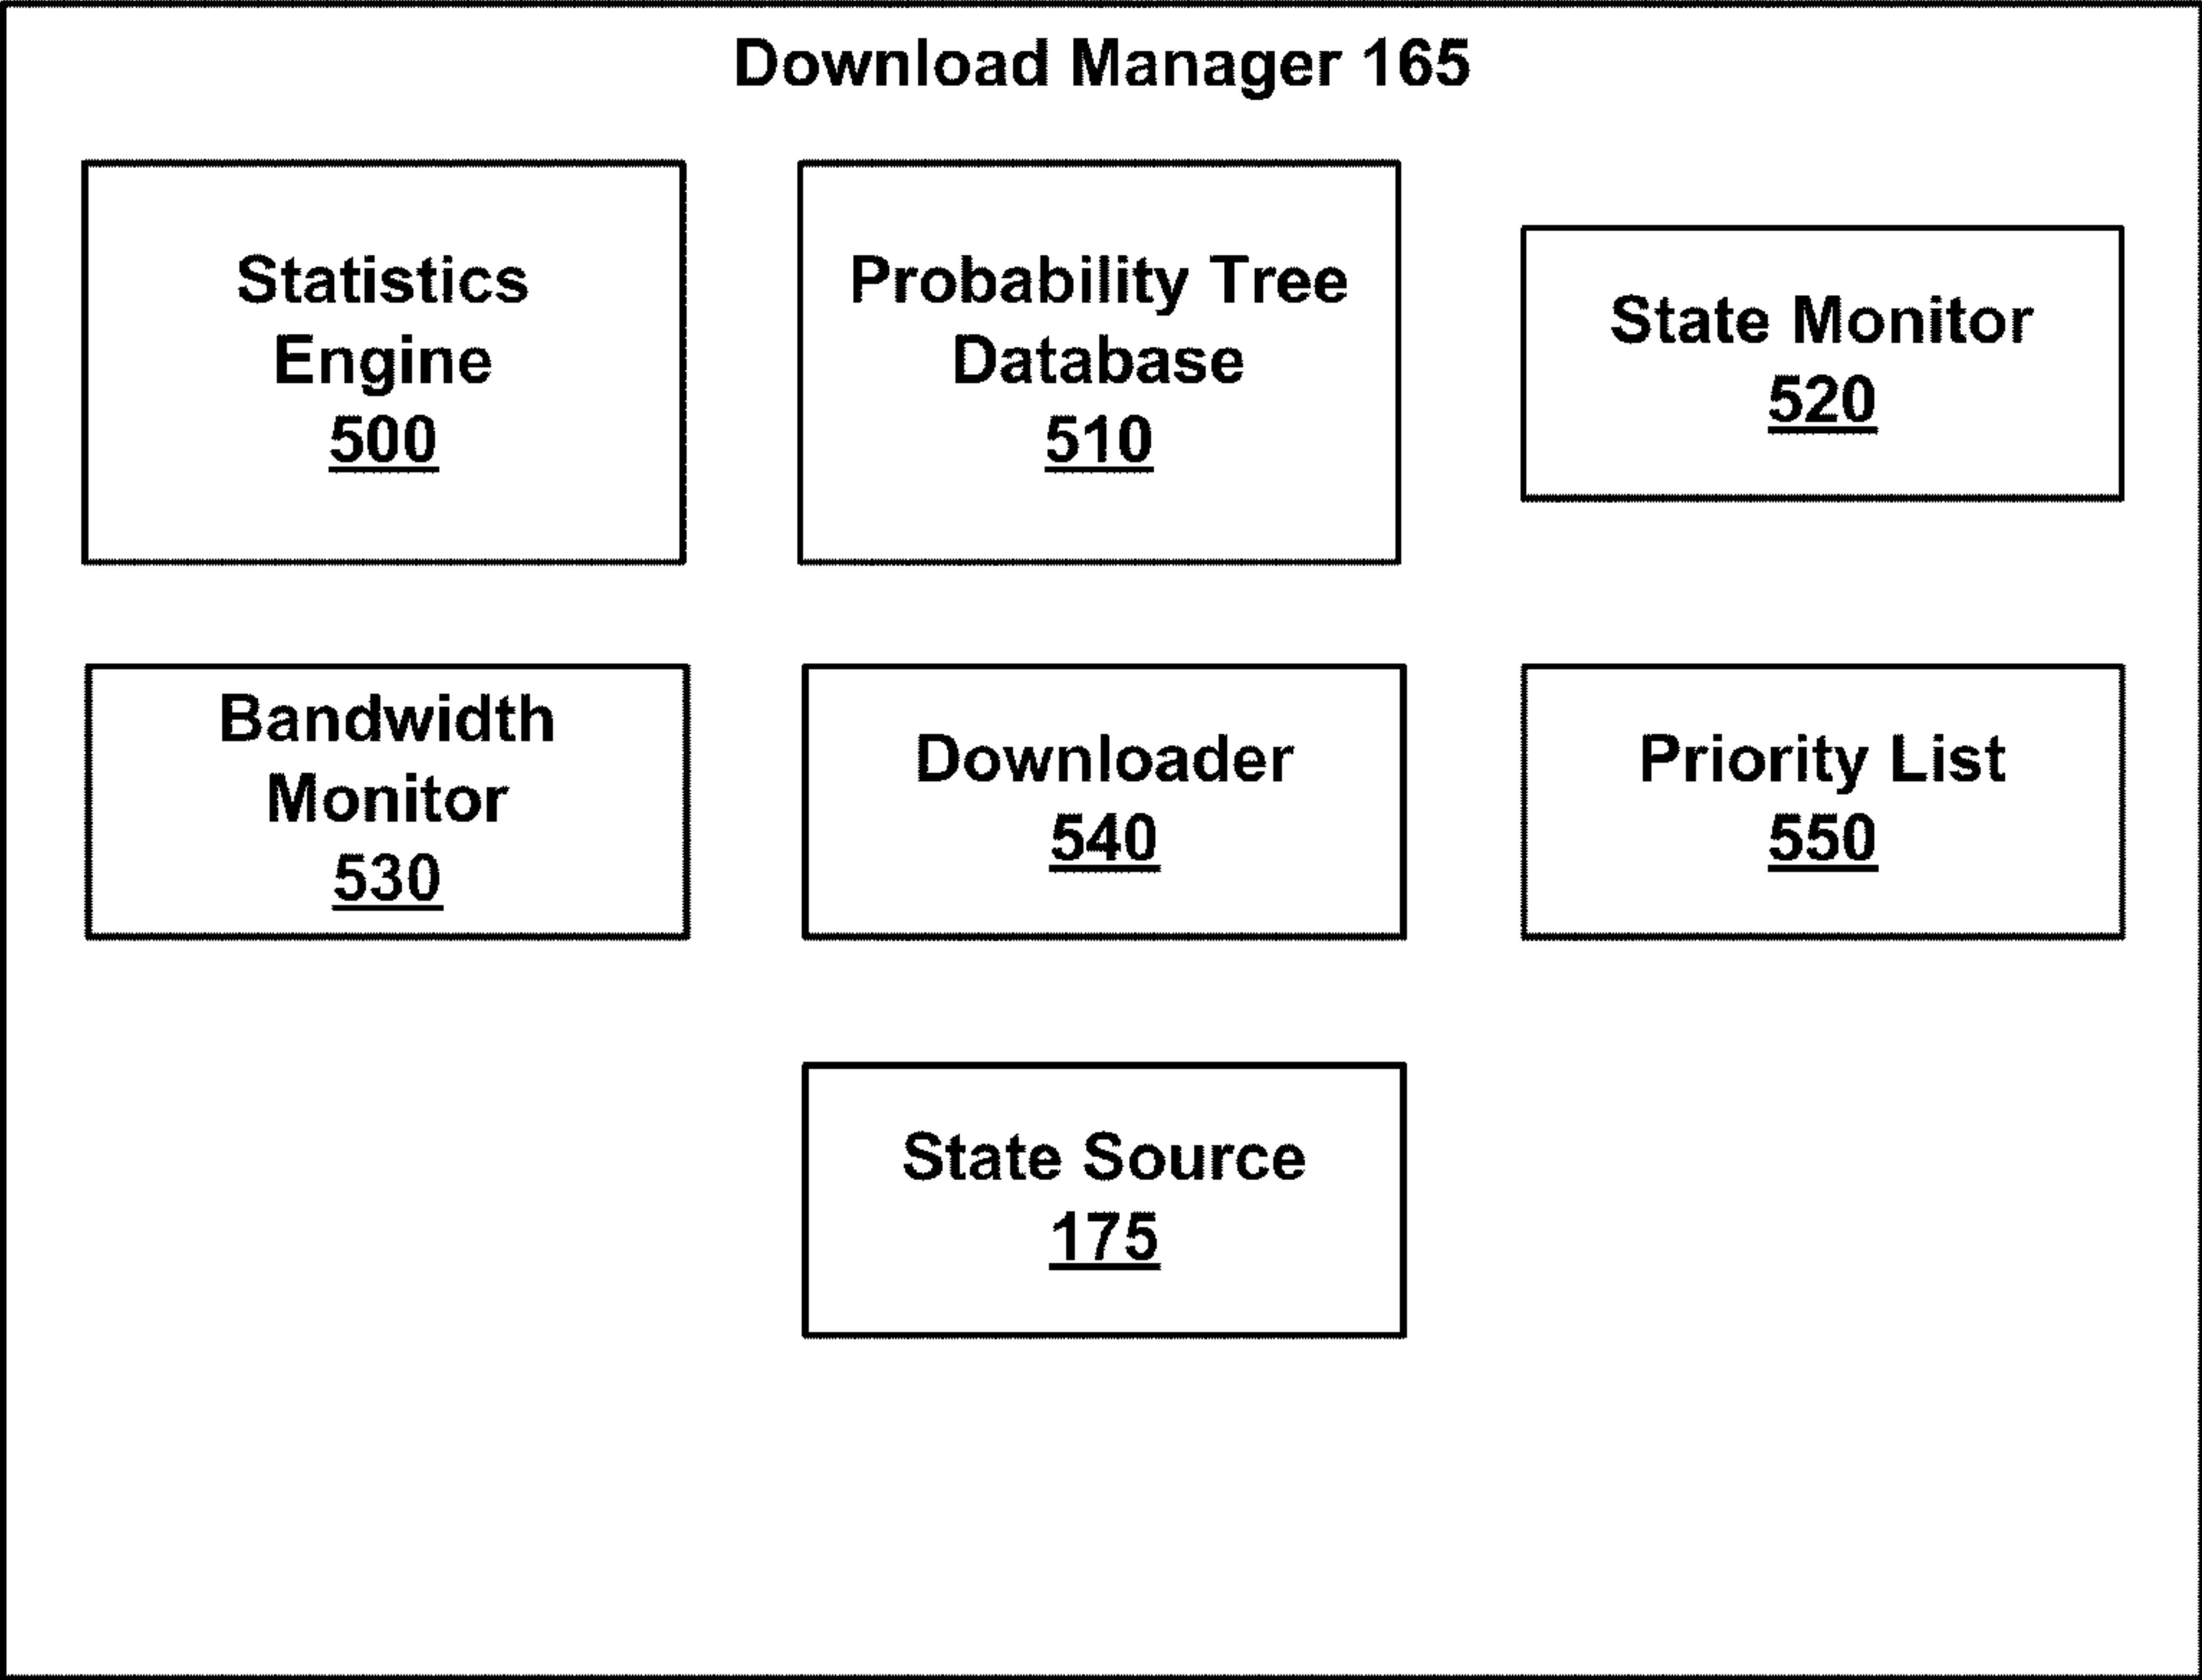 Download Manager 165
Statistics
Engine
500
Probability Tree
Database
510
State Monitor
520
Bandwidth
Monitor
530
Downloader
540
Priority List
550
State Source
175